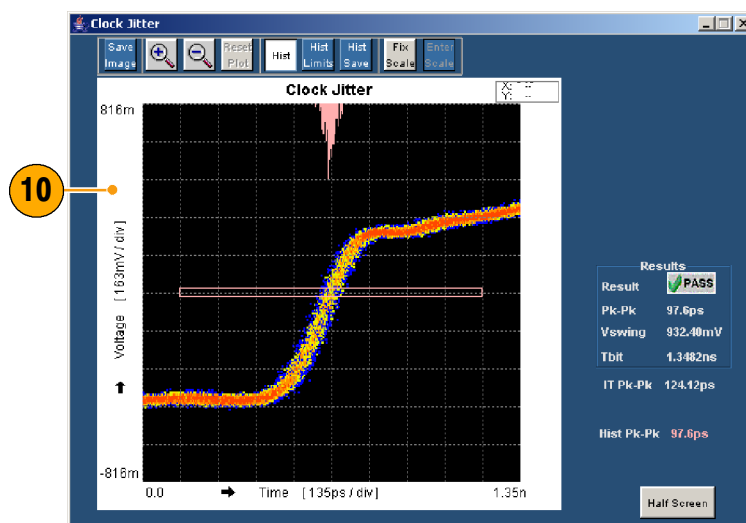 Clock Jitter
Save Image
Reset Plot
Hist
Hist Limits
Hist Save
Fix Scale
Enter Scale
Clock Jitter
X:
Y:
816m
10
Voltage [163mV / div]
-816m
0.0
Time [135ps / div]
1.35n
Results
Result PASS
Pk-Pk 97.6ps
Vswing 932.40mV
Tbit 1.3482ns
IT Pk-Pk 124.12ps
Hist Pk-Pk 97.6ps
Half Screen